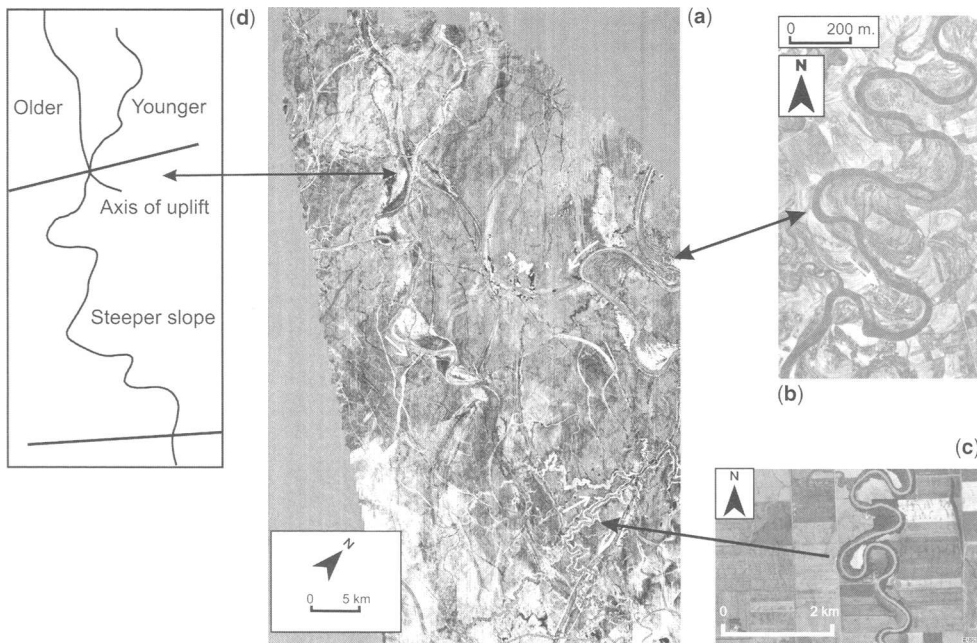 (d)
Older
Younger
Axis of uplift
Steeper slope
(a)
N
0 5 km
0 200 m.
N
(b)
(c)
N
0 2 km